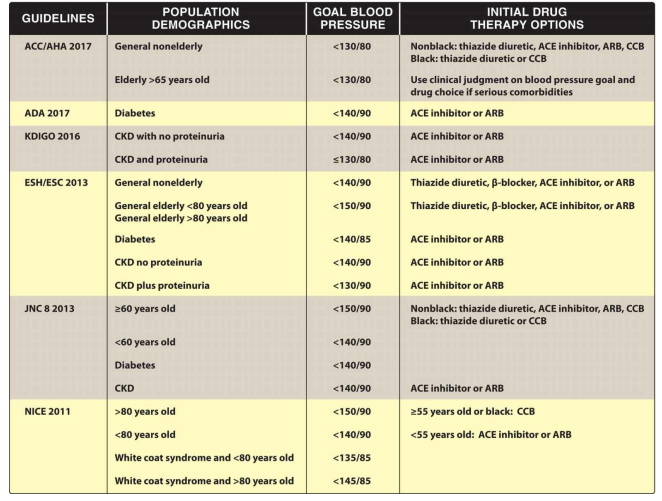 GUIDELINES POPULATION DEMOGRAPHICS GOAL BLOOD PRESSURE INITIAL DRUG THERAPY OPTIONS
ACC/AHA 2017 General nonelderly <130/80 Nonblack: thiazide diuretic, ACE inhibitor, ARB, CCB
Black: thiazide diuretic or CCB
Elderly >65 years old <130/80 Use clinical judgment on blood pressure goal and
drug choice if serious comorbidities
ADA 2017 Diabetes <140/90 ACE inhibitor or ARB
KDIGO 2016 CKD with no proteinuria <140/90 ACE inhibitor or ARB
CKD and proteinuria ≤130/80 ACE inhibitor or ARB
ESH/ESC 2013 General nonelderly <140/90 Thiazide diuretic, β-blocker, ACE inhibitor, or ARB
General elderly <80 years old <150/90 Thiazide diuretic, β-blocker, ACE inhibitor, or ARB
General elderly >80 years old
Diabetes <140/85 ACE inhibitor or ARB
CKD no proteinuria <140/90 ACE inhibitor or ARB
CKD plus proteinuria <130/90 ACE inhibitor or ARB
JNC 8 2013 ≥60 years old <150/90 Nonblack: thiazide diuretic, ACE inhibitor, ARB, CCB
Black: thiazide diuretic or CCB
<60 years old <140/90
Diabetes <140/90
CKD <140/90 ACE inhibitor or ARB
NICE 2011 >80 years old <150/90 ≥55 years old or black: CCB
<80 years old <140/90 <55 years old: ACE inhibitor or ARB
White coat syndrome and <80 years old <135/85
White coat syndrome and >80 years old <145/85